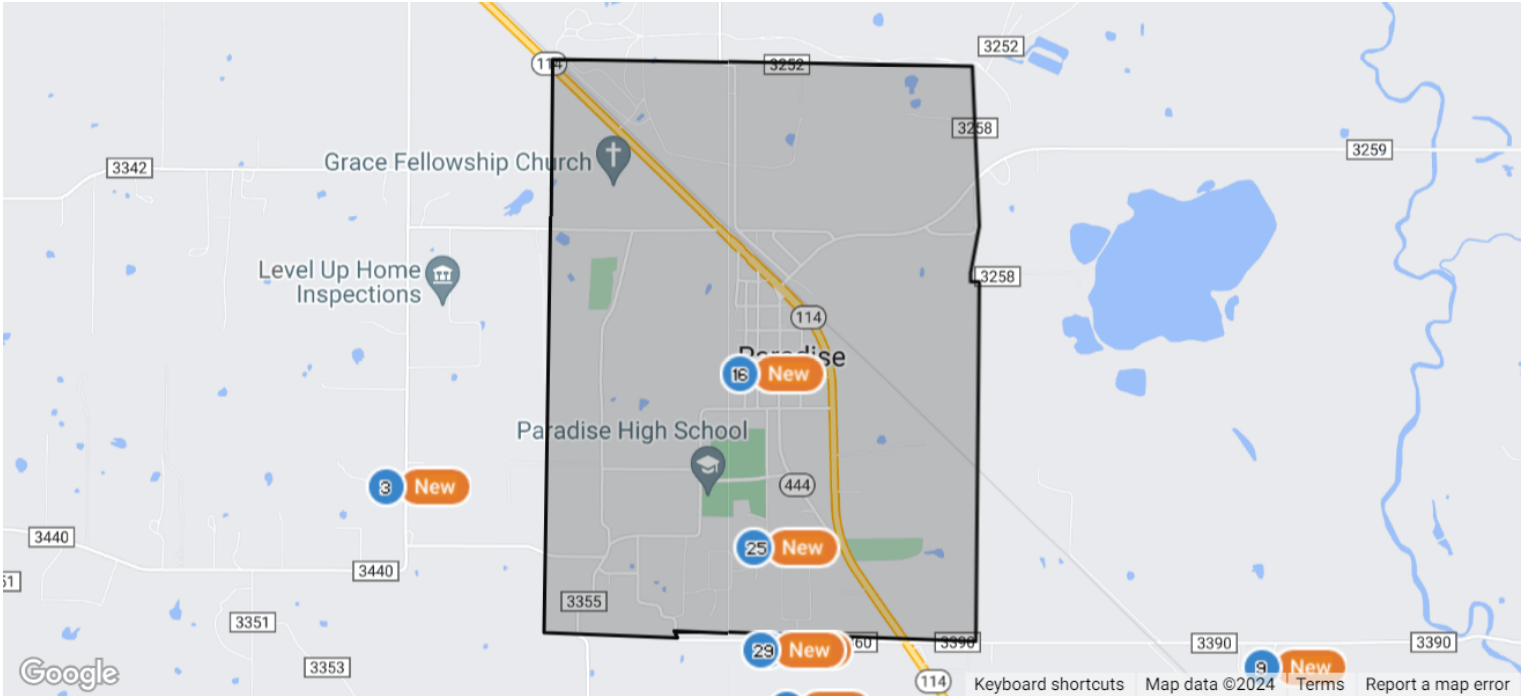 114
3252
3252
3258
3259
3342
Grace Fellowship Church
Level Up Home
Inspections
3258
114
Paradise
16 New
Paradise High School
3 New
444
3440
25 New
51
3440
3355
3351
29 New
60
3390
3390
3390
3353
9 New
114
Google
Keyboard shortcuts Map data ©2024 Terms Report a map error